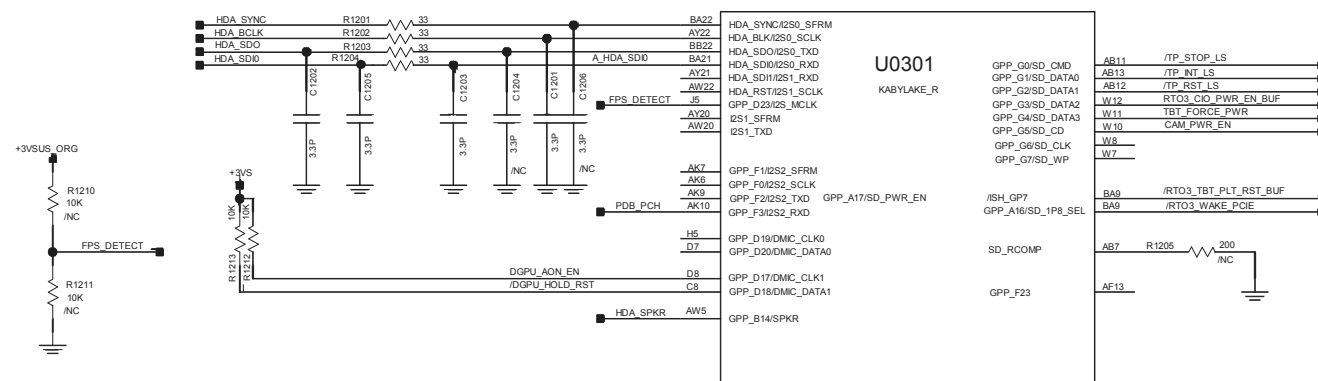 HDA_SYNC R1201 33 BA22 HDA_SYNC/I2S0_SFRM
HDA_BCLK R1202 33 AY22 HDA_BLK/I2S0_SCLK
HDA_SDO R1203 33 BB22 HDA_SDO/I2S0_TXD
HDA_SDI0 R1204 33 A_HDA_SDI0 BA21 HDA_SDI0/I2S0_RXD
AY21 HDA_SDI1/I2S1_RXD
AW22 HDA_RST/I2S1_SCLK
FPS_DETECT J5 GPP_D23/I2S_MCLK
AY20 I2S1_SFRM
AW20 I2S1_TXD
U0301
KABYLAKE_R
GPP_G0/SD_CMD AB11 /TP_STOP_LS
GPP_G1/SD_DATA0 AB13 /TP_INT_LS
GPP_G2/SD_DATA1 AB12 /TP_RST_LS
GPP_G3/SD_DATA2 W12 RTO3_CIO_PWR_EN_BUF
GPP_G4/SD_DATA3 W11 TBT_FORCE_PWR
GPP_G5/SD_CD W10 CAM_PWR_EN
GPP_G6/SD_CLK W8
GPP_G7/SD_WP W7
C1202 C1205 C1203 C1204 C1201 C1206
3.3P 3.3P 3.3P 3.3P 3.3P 3.3P
/NC /NC
+3VSUS_ORG
R1210
10K
/NC
FPS_DETECT
R1211
10K
/NC
+3VS
10K 10K
R1213 R1212
AK7 GPP_F1/I2S2_SFRM
AK6 GPP_F0/I2S2_SCLK
AK9 GPP_F2/I2S2_TXD
PDB_PCH AK10 GPP_F3/I2S2_RXD
GPP_A17/SD_PWR_EN /ISH_GP7 BA9 /RTO3_TBT_PLT_RST_BUF
GPP_A16/SD_1P8_SEL BA9 /RTO3_WAKE_PCIE
H5 GPP_D19/DMIC_CLK0
D7 GPP_D20/DMIC_DATA0
SD_RCOMP AB7 R1205 200
/NC
DGPU_AON_EN D8 GPP_D17/DMIC_CLK1
/DGPU_HOLD_RST C8 GPP_D18/DMIC_DATA1
GPP_F23 AF13
HDA_SPKR AW5 GPP_B14/SPKR